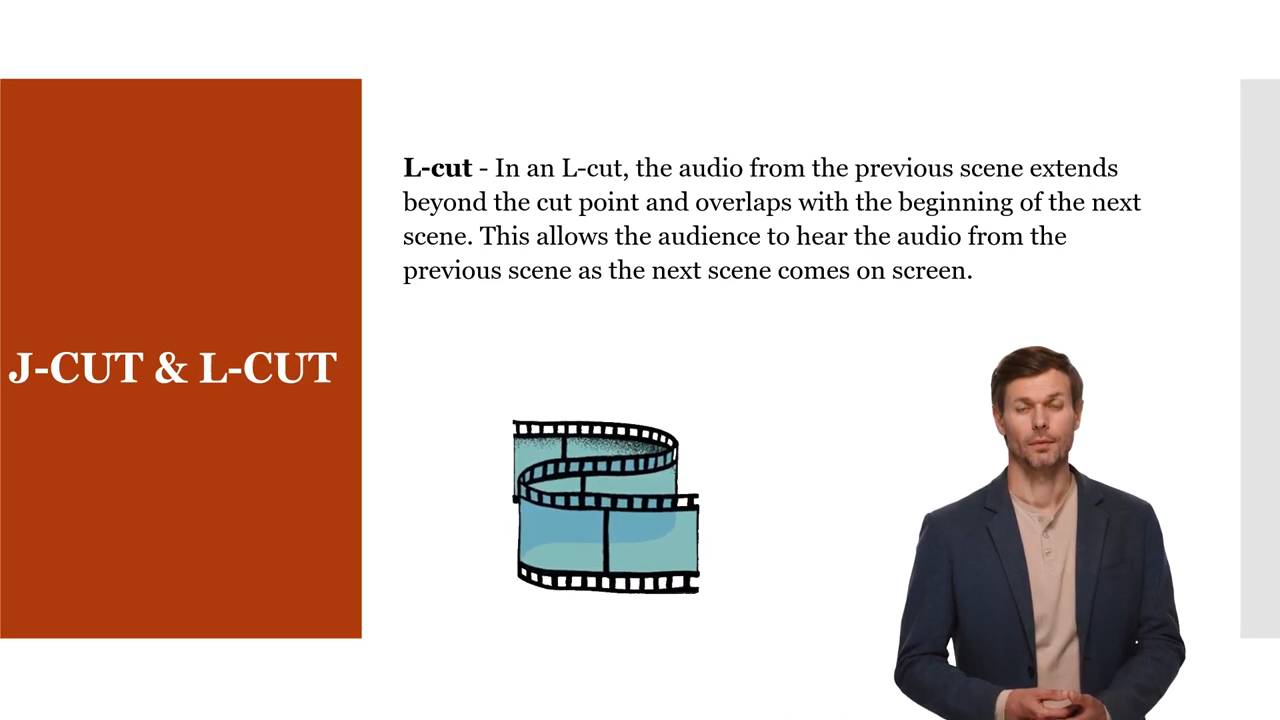 J-CUT & L-CUT
L-cut - In an L-cut, the audio from the previous scene extends
beyond the cut point and overlaps with the beginning of the next
scene. This allows the audience to hear the audio from the
previous scene as the next scene comes on screen.